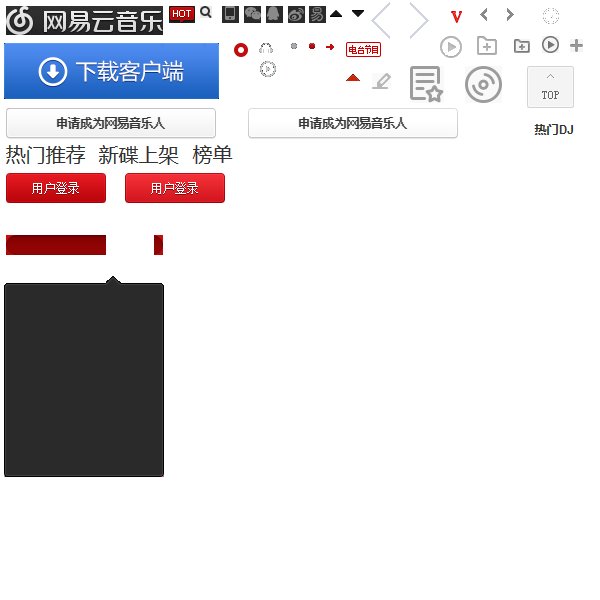 网易云音乐
HOT
V
电台节目
下载客户端
TOP
申请成为网易音乐人
申请成为网易音乐人
热门DJ
热门推荐 新碟上架 榜单
用户登录
用户登录